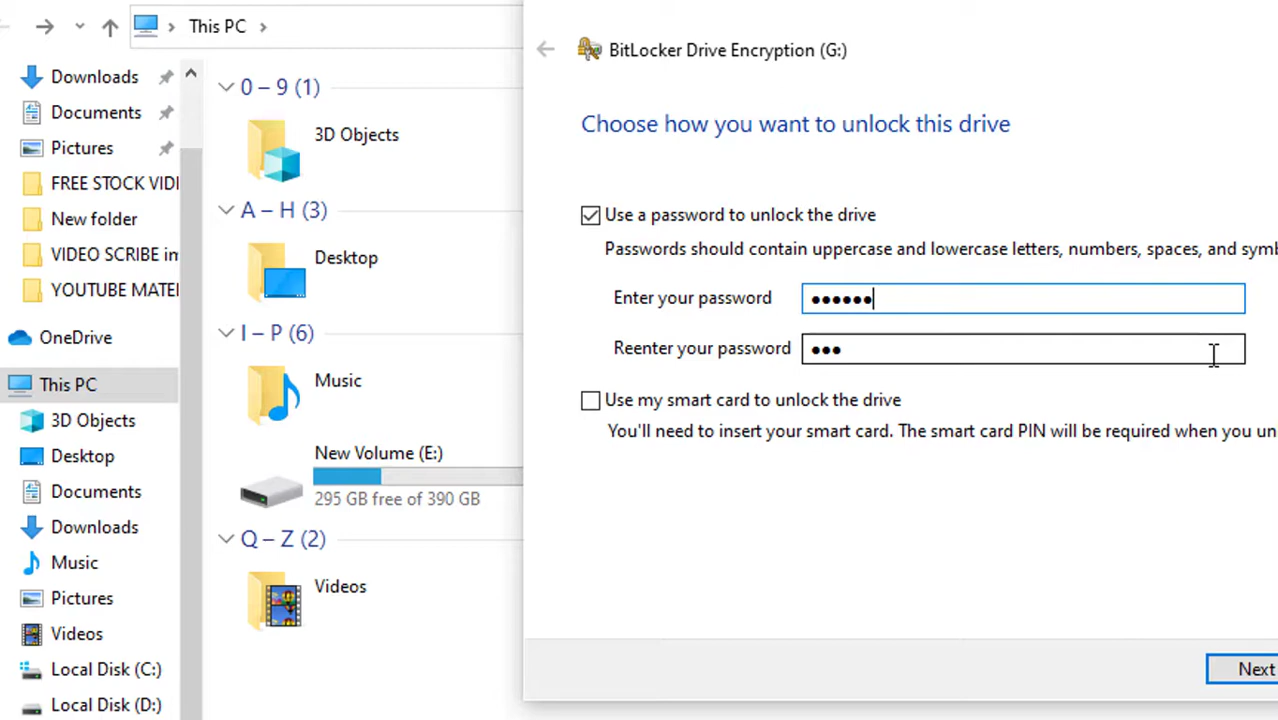 This PC
Downloads
Documents
Pictures
FREE STOCK VID
New folder
VIDEO SCRIBE im
YOUTUBE MATE
OneDrive
This PC
3D Objects
Desktop
Documents
Downloads
Music
Pictures
Videos
Local Disk (C:)
Local Disk (D:)
0 – 9 (1)
3D Objects
A – H (3)
Desktop
I – P (6)
Music
New Volume (E:)
295 GB free of 390 GB
Q – Z (2)
Videos
BitLocker Drive Encryption (G:)
Choose how you want to unlock this drive
Use a password to unlock the drive
Passwords should contain uppercase and lowercase letters, numbers, spaces, and symb
Enter your password ••••••
Reenter your password •••
Use my smart card to unlock the drive
You'll need to insert your smart card. The smart card PIN will be required when you un
Next